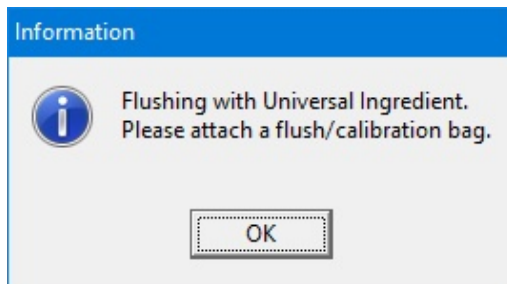 Information
Flushing with Universal Ingredient.
Please attach a flush/calibration bag.
OK